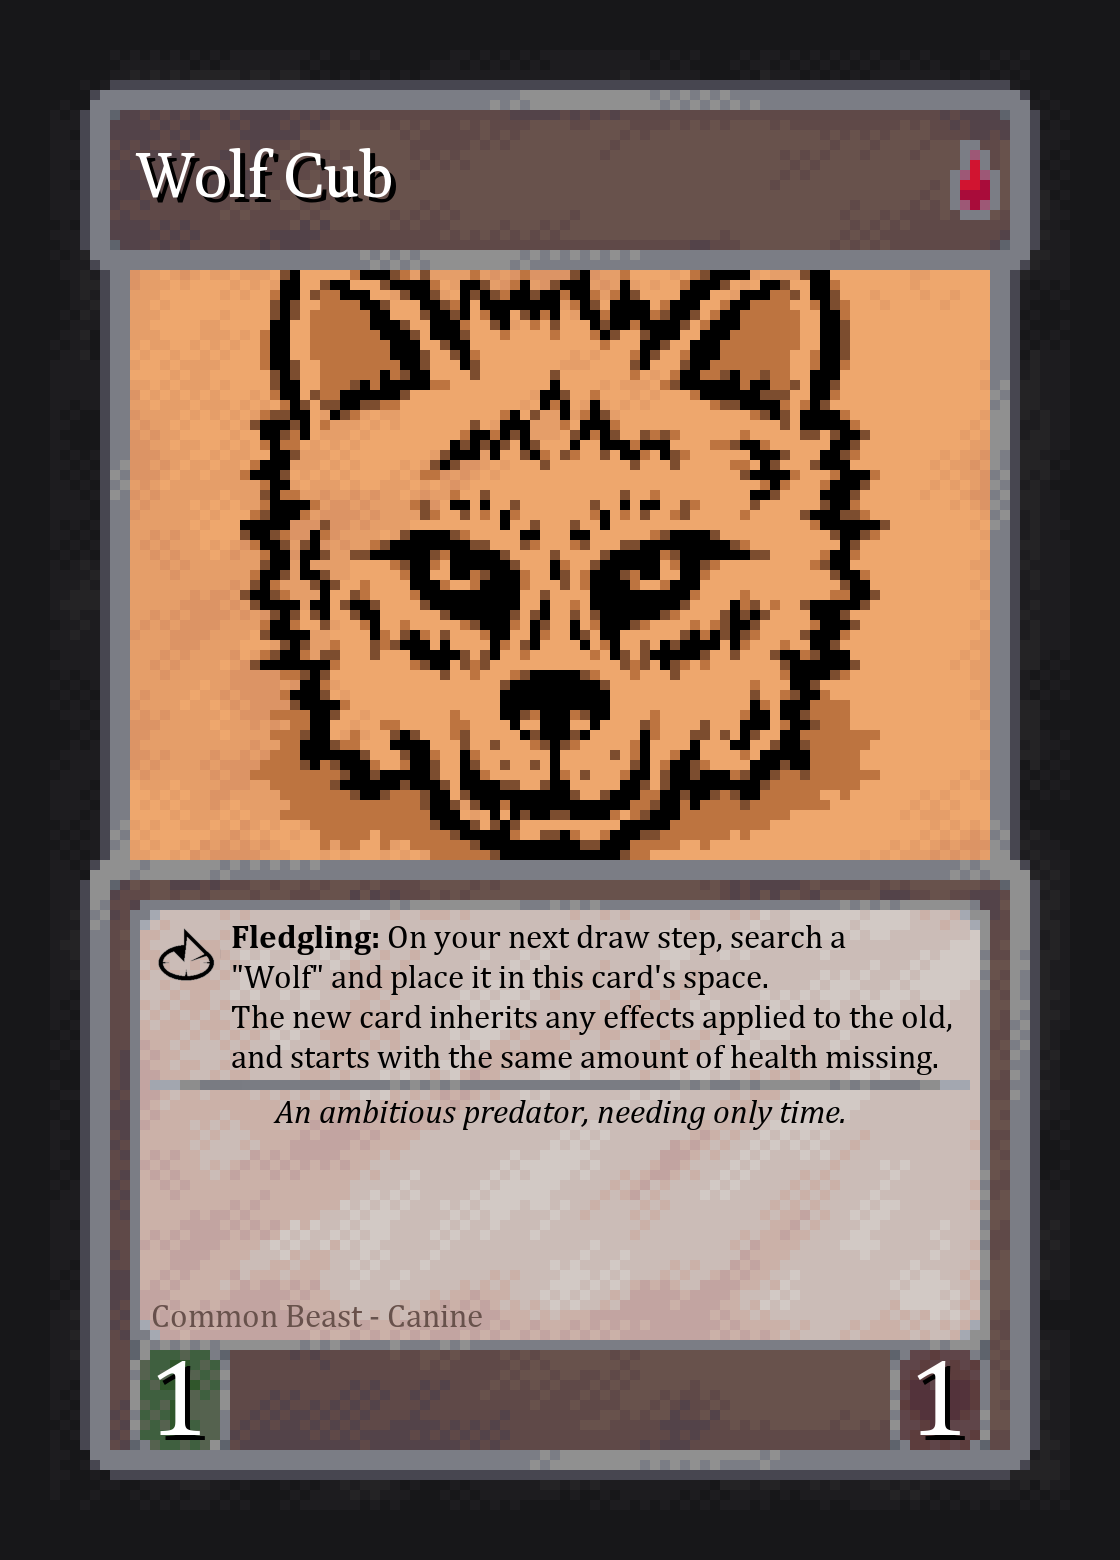 Wolf Cub
Fledgling: On your next draw step, search a
"Wolf" and place it in this card's space.
The new card inherits any effects applied to the old,
and starts with the same amount of health missing.
An ambitious predator, needing only time.
Common Beast - Canine
1 1